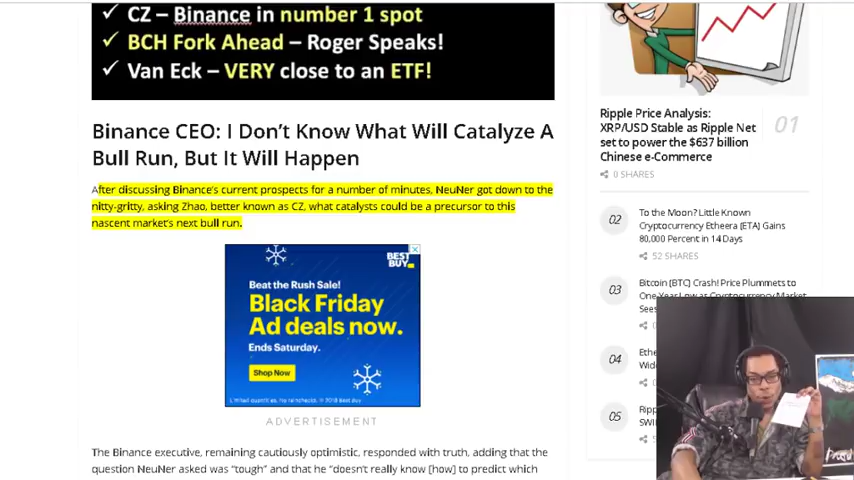 ✓ CZ – Binance in number 1 spot
✓ BCH Fork Ahead – Roger Speaks!
✓ Van Eck – VERY close to an ETF!
Binance CEO: I Don't Know What Will Catalyze A
Bull Run, But It Will Happen
After discussing Binance's current prospects for a number of minutes, NeuNer got down to the
nitty-gritty, asking Zhao, better known as CZ, what catalysts could be a precursor to this
nascent market's next bull run.
BEST
BUY
Beat the Rush Sale!
Black Friday
Ad deals now.
Ends Saturday.
Shop Now
ADVERTISEMENT
The Binance executive, remaining cautiously optimistic, responded with truth, adding that the
question NeuNer asked was "tough" and that he "doesn't really know [how] to predict which
Ripple Price Analysis:
XRP/USD Stable as Ripple Net
set to power the $637 billion
Chinese e-Commerce
01
0 SHARES
02
To the Moon? Little Known
Cryptocurrency Etheera (ETA) Gains
80,000 Percent in 14 Days
52 SHARES
03
Bitcoin [BTC] Crash! Price Plummets to
One-Year Low as Cryptocurrency Market
Sees
04
Ethe
Wid
05
Ripp
SWI